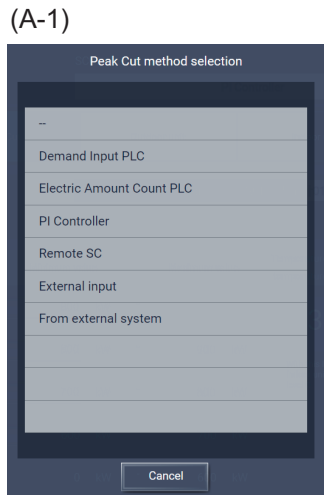 (A-1)
Peak Cut method selection
--
Demand Input PLC
Electric Amount Count PLC
PI Controller
Remote SC
External input
From external system
Cancel